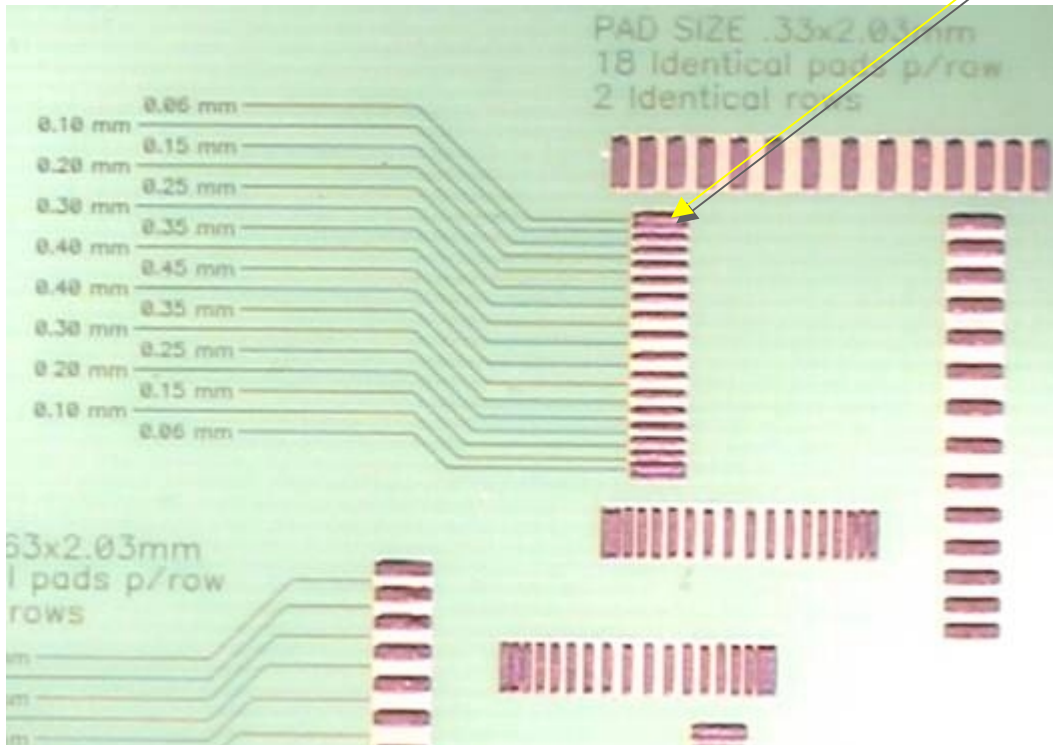 PAD SIZE .33x2.03mm
18 Identical pads p/row
2 Identical rows
0.06 mm
0.10 mm
0.15 mm
0.20 mm
0.25 mm
0.30 mm
0.35 mm
0.40 mm
0.45 mm
0.40 mm
0.35 mm
0.30 mm
0.25 mm
0.20 mm
0.15 mm
0.10 mm
0.06 mm
63x2.03mm
pads p/row
rows